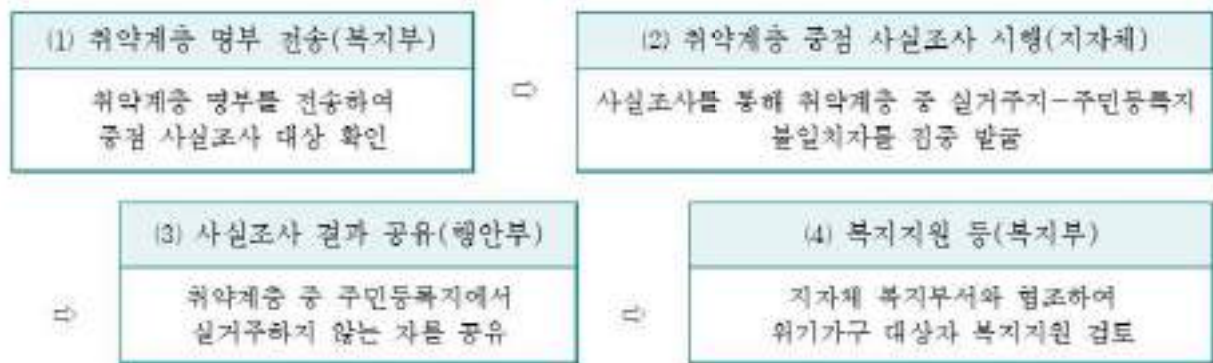 (1) 취약계층 명부 전송(복지부)
취약계층 명부를 전송하여
중점 사실조사 대상 확인
⇨
(2) 취약계층 중점 사실조사 시행(지자체)
사실조사를 통해 취약계층 중 실거주지-주민등록지
불일치자를 집중 발굴
⇨
(3) 사실조사 결과 공유(행안부)
취약계층 중 주민등록지에서
실거주하지 않는 자를 공유
⇨
(4) 복지지원 등(복지부)
지자체 복지부서와 협조하여
위기가구 대상자 복지지원 검토